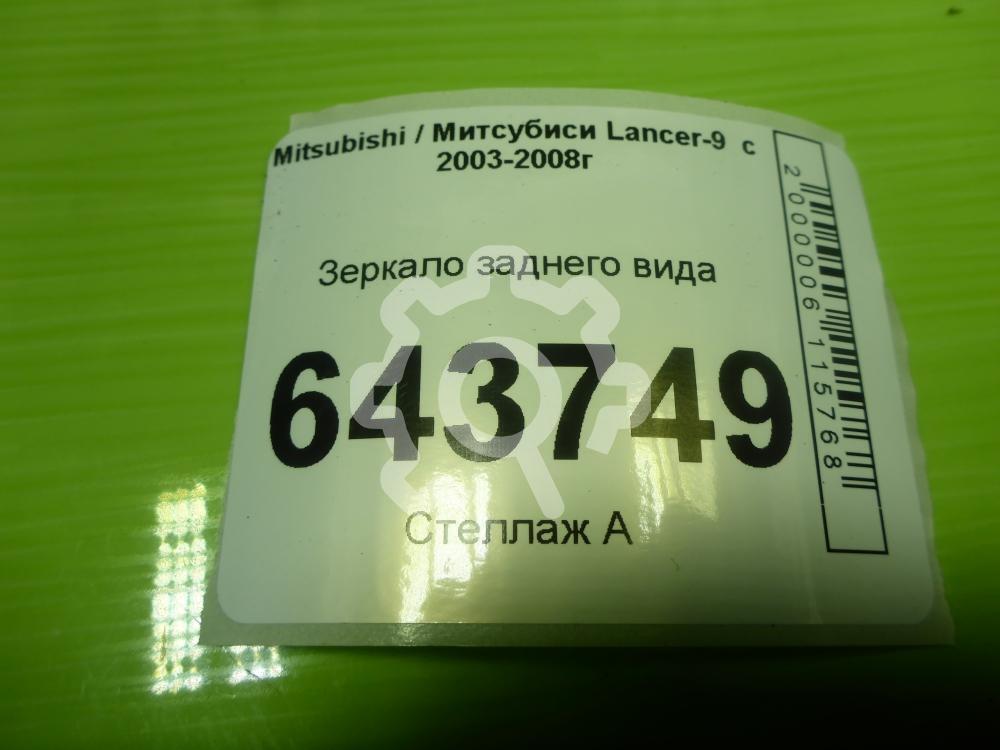 Mitsubishi / Митсубиси Lancer-9 с
2003-2008г
Зеркало заднего вида
643749
Стеллаж А
2000006115768